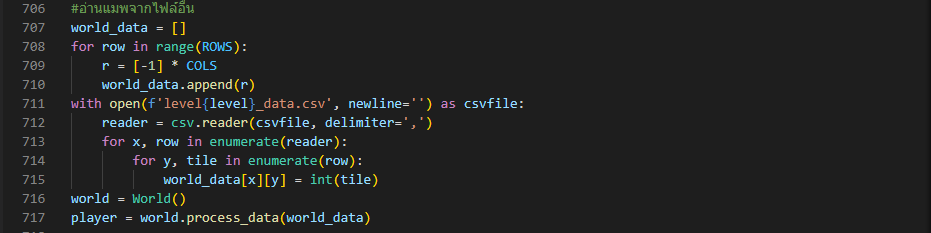 706 #อ่านแมพจากไฟล์อื่น
707 world_data = []
708 for row in range(ROWS):
709     r = [-1] * COLS
710     world_data.append(r)
711 with open(f'level{level}_data.csv', newline='') as csvfile:
712     reader = csv.reader(csvfile, delimiter=',')
713     for x, row in enumerate(reader):
714         for y, tile in enumerate(row):
715             world_data[x][y] = int(tile)
716 world = World()
717 player = world.process_data(world_data)